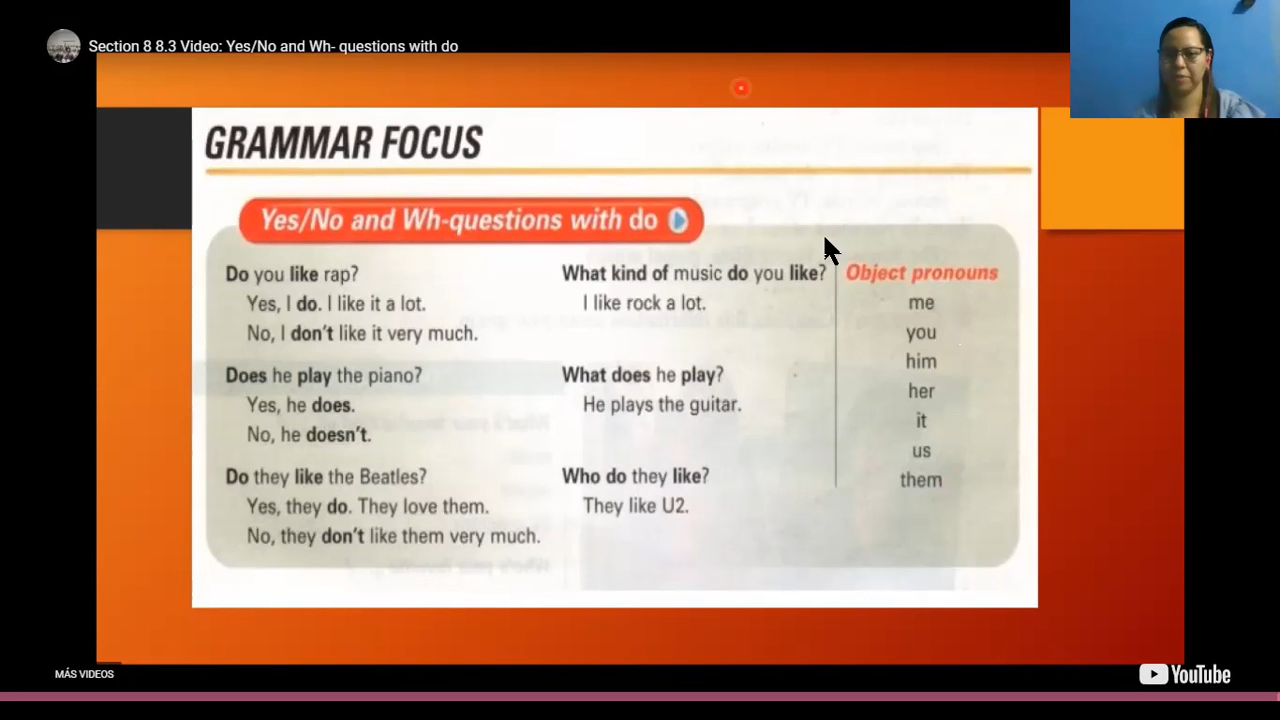 Section 8 8.3 Video: Yes/No and Wh- questions with do
GRAMMAR FOCUS
Yes/No and Wh-questions with do
Do you like rap?
Yes, I do. I like it a lot.
No, I don't like it very much.
Does he play the piano?
Yes, he does.
No, he doesn't.
Do they like the Beatles?
Yes, they do. They love them.
No, they don't like them very much.
What kind of music do you like?
I like rock a lot.
What does he play?
He plays the guitar.
Who do they like?
They like U2.
Object pronouns
me
you
him
her
it
us
them
MÁS VIDEOS
YouTube